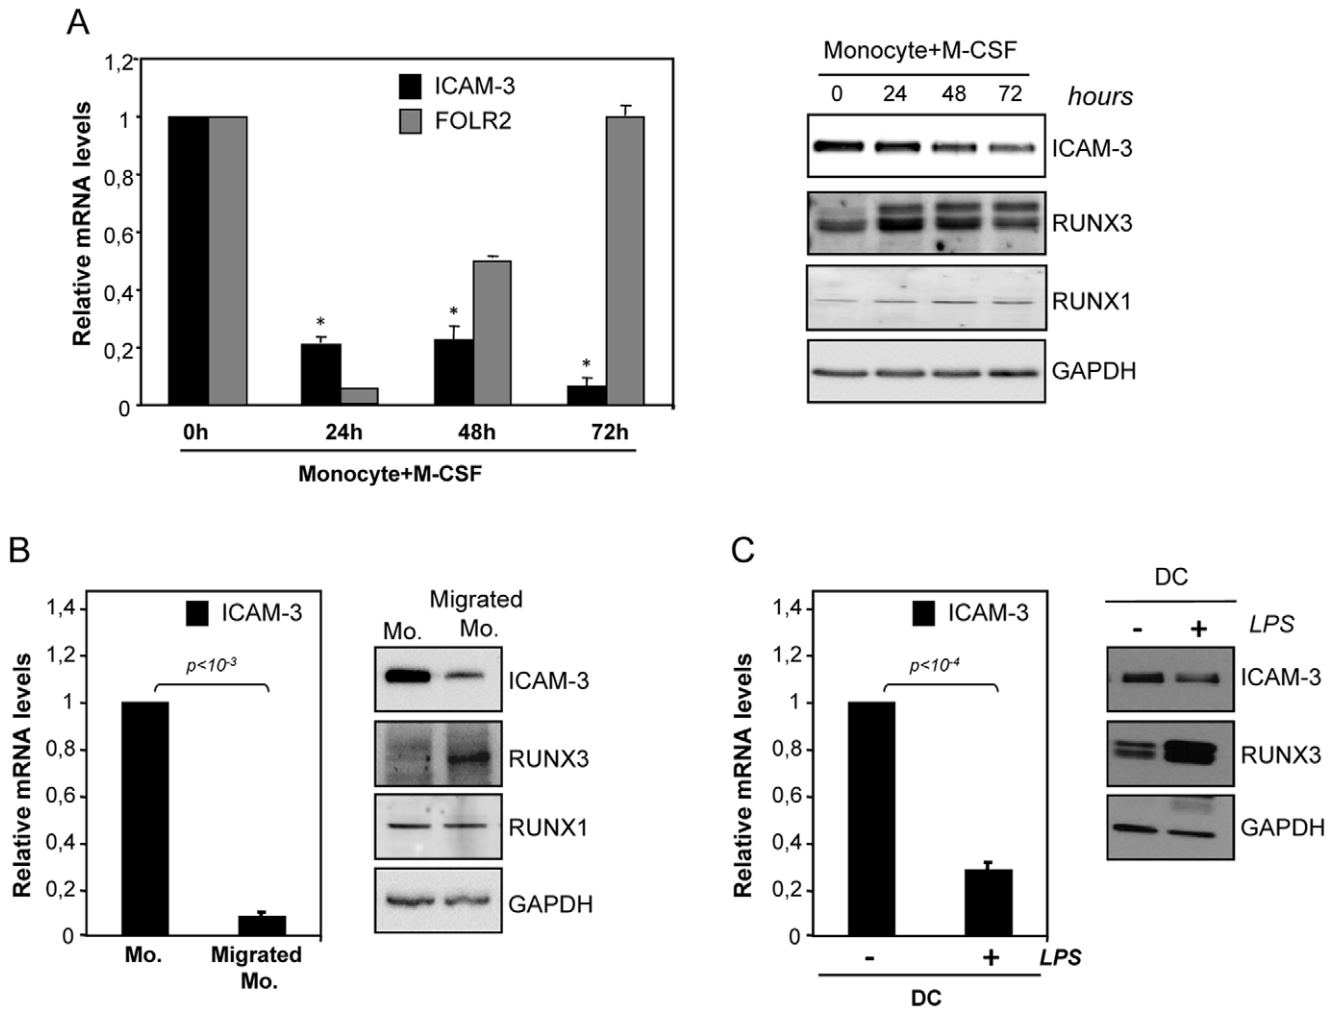 A
1,2
1
0,8
0,6
0,4
0,2
0
Relative mRNA levels
ICAM-3
FOLR2
*
*
*
0h 24h 48h 72h
Monocyte+M-CSF
Monocyte+M-CSF
0 24 48 72 hours
ICAM-3
RUNX3
RUNX1
GAPDH
B
1,4
1,2
1
0,8
0,6
0,4
0,2
0
Relative mRNA levels
ICAM-3
p<10-3
Mo. Migrated
Mo.
Migrated
Mo. Mo.
ICAM-3
RUNX3
RUNX1
GAPDH
C
1,4
1,2
1
0,8
0,6
0,4
0,2
0
Relative mRNA levels
ICAM-3
p<10-4
- + LPS
DC
DC
- + LPS
ICAM-3
RUNX3
GAPDH